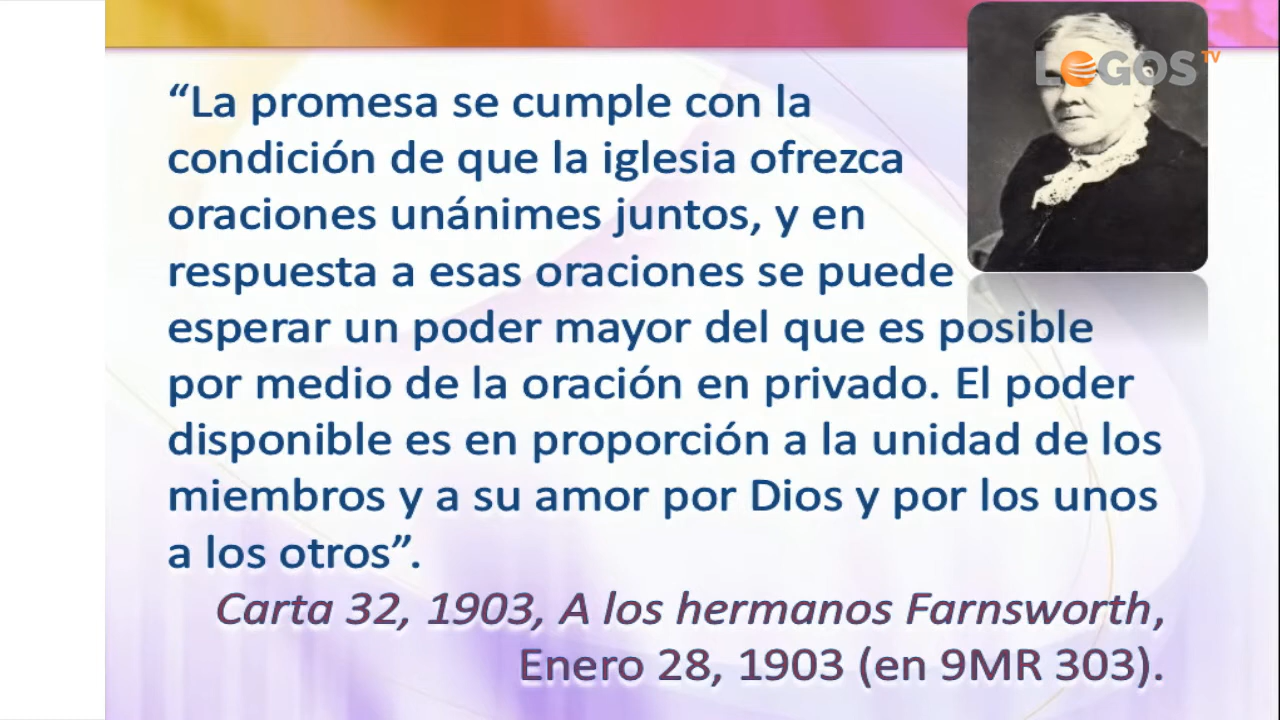 LOGOS TV
“La promesa se cumple con la
condición de que la iglesia ofrezca
oraciones unánimes juntos, y en
respuesta a esas oraciones se puede
esperar un poder mayor del que es posible
por medio de la oración en privado. El poder
disponible es en proporción a la unidad de los
miembros y a su amor por Dios y por los unos
a los otros”.
Carta 32, 1903, A los hermanos Farnsworth,
Enero 28, 1903 (en 9MR 303).